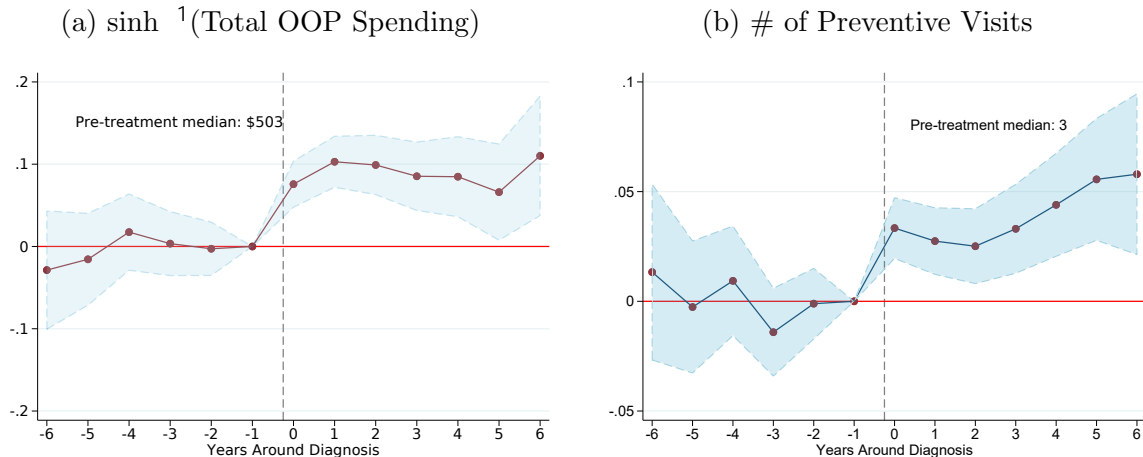 (a) sinh ¹(Total OOP Spending)
(b) # of Preventive Visits
.2
.1
0
-.1
-.2
Pre-treatment median: $503
-6 -5 -4 -3 -2 -1 0 1 2 3 4 5 6
Years Around Diagnosis
.1
.05
0
-.05
Pre-treatment median: 3
-6 -5 -4 -3 -2 -1 0 1 2 3 4 5 6
Years Around Diagnosis